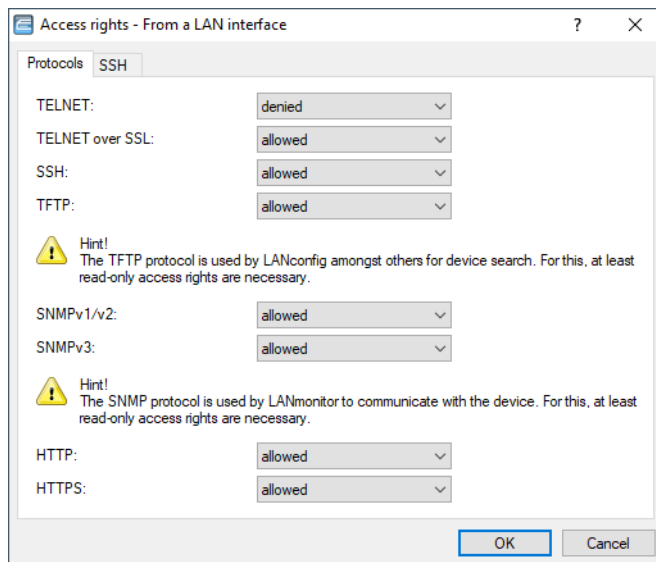 Access rights - From a LAN interface
Protocols SSH
TELNET: denied
TELNET over SSL: allowed
SSH: allowed
TFTP: allowed
Hint!
The TFTP protocol is used by LANconfig amongst others for device search. For this, at least
read-only access rights are necessary.
SNMPv1/v2: allowed
SNMPv3: allowed
Hint!
The SNMP protocol is used by LANmonitor to communicate with the device. For this, at least
read-only access rights are necessary.
HTTP: allowed
HTTPS: allowed
OK Cancel